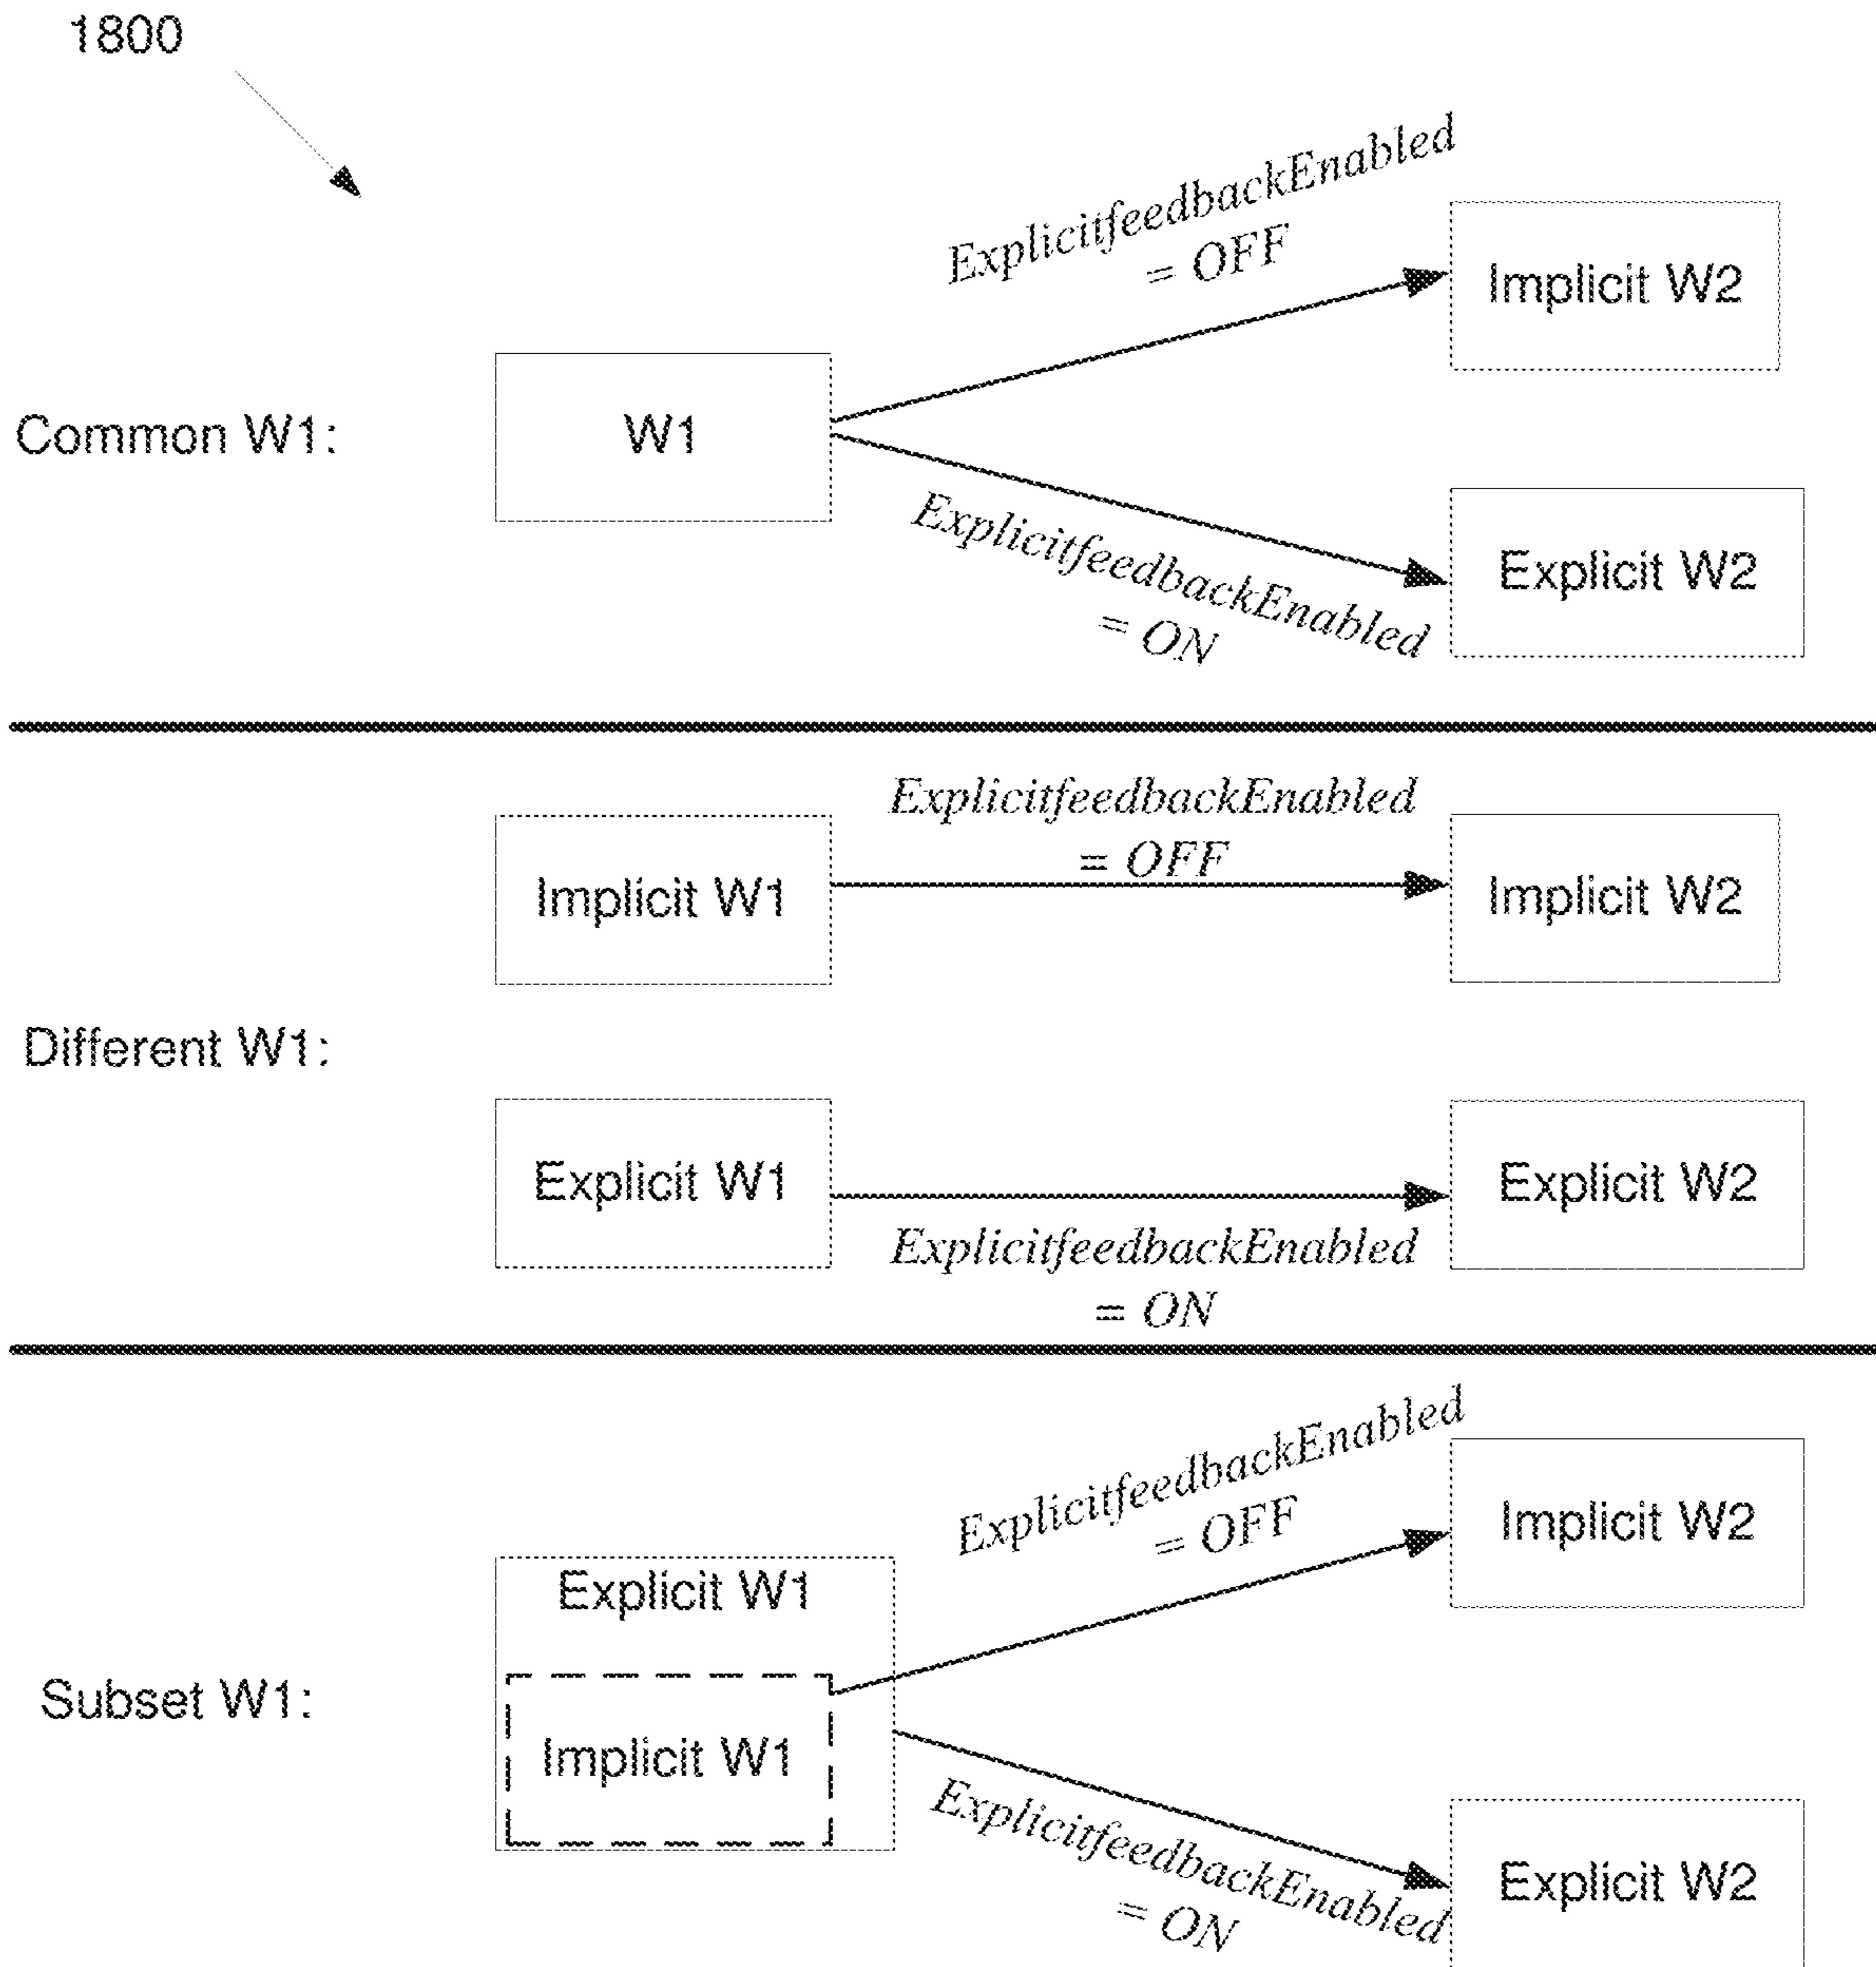 1800
ExplicitfeedbackEnabled
= OFF
Implicit W2
Common W1:
W1
Explicit W2
ExplicitfeedbackEnabled
= ON
ExplicitfeedbackEnabled
= OFF
Implicit W1
Implicit W2
Different W1:
Explicit W1
Explicit W2
ExplicitfeedbackEnabled
= ON
ExplicitfeedbackEnabled
= OFF
Implicit W2
Explicit W1
Subset W1:
Implicit W1
ExplicitfeedbackEnabled
= ON
Explicit W2